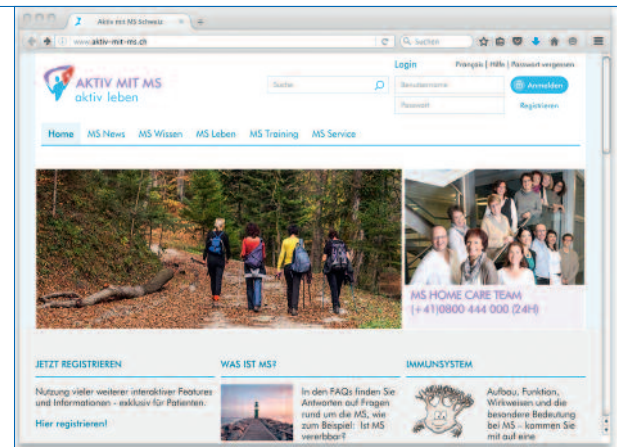 Aktiv mit MS Schweiz
www.aktiv-mit-ms.ch
Suchen
Login
Français | Hilfe | Passwort vergessen
AKTIV MIT MS
aktiv leben
Suche
Benutzername
Anmelden
Passwort
Registrieren
Home MS News MS Wissen MS Leben MS Training MS Service
MS HOME CARE TEAM
(+41)0800 444 000 (24H)
JETZT REGISTRIEREN
Nutzung vieler weiterer interaktiver Features
und Informationen - exklusiv für Patienten.
Hier registrieren!
WAS IST MS?
In den FAQs finden Sie
Antworten auf Fragen
rund um die MS, wie
zum Beispiel: Ist MS
vererbbar?
IMMUNSYSTEM
Aufbau, Funktion,
Wirkweisen und die
besondere Bedeutung
bei MS – kommen Sie
mit auf eine